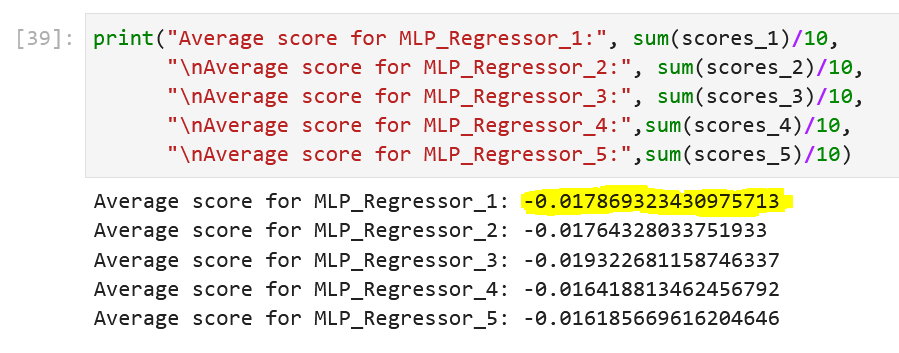 [39]: print("Average score for MLP_Regressor_1:", sum(scores_1)/10,
"\nAverage score for MLP_Regressor_2:", sum(scores_2)/10,
"\nAverage score for MLP_Regressor_3:", sum(scores_3)/10,
"\nAverage score for MLP_Regressor_4:",sum(scores_4)/10,
"\nAverage score for MLP_Regressor_5:",sum(scores_5)/10)
Average score for MLP_Regressor_1: -0.017869323430975713
Average score for MLP_Regressor_2: -0.01764328033751933
Average score for MLP_Regressor_3: -0.019322681158746337
Average score for MLP_Regressor_4: -0.016418813462456792
Average score for MLP_Regressor_5: -0.016185669616204646